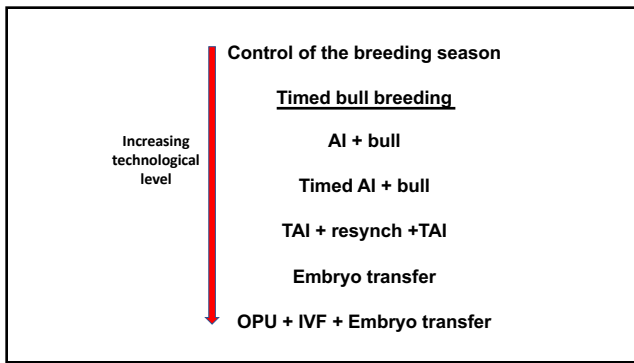 Control of the breeding season
Timed bull breeding
AI + bull
Increasing
technological
level
Timed AI + bull
TAI + resynch +TAI
Embryo transfer
OPU + IVF + Embryo transfer